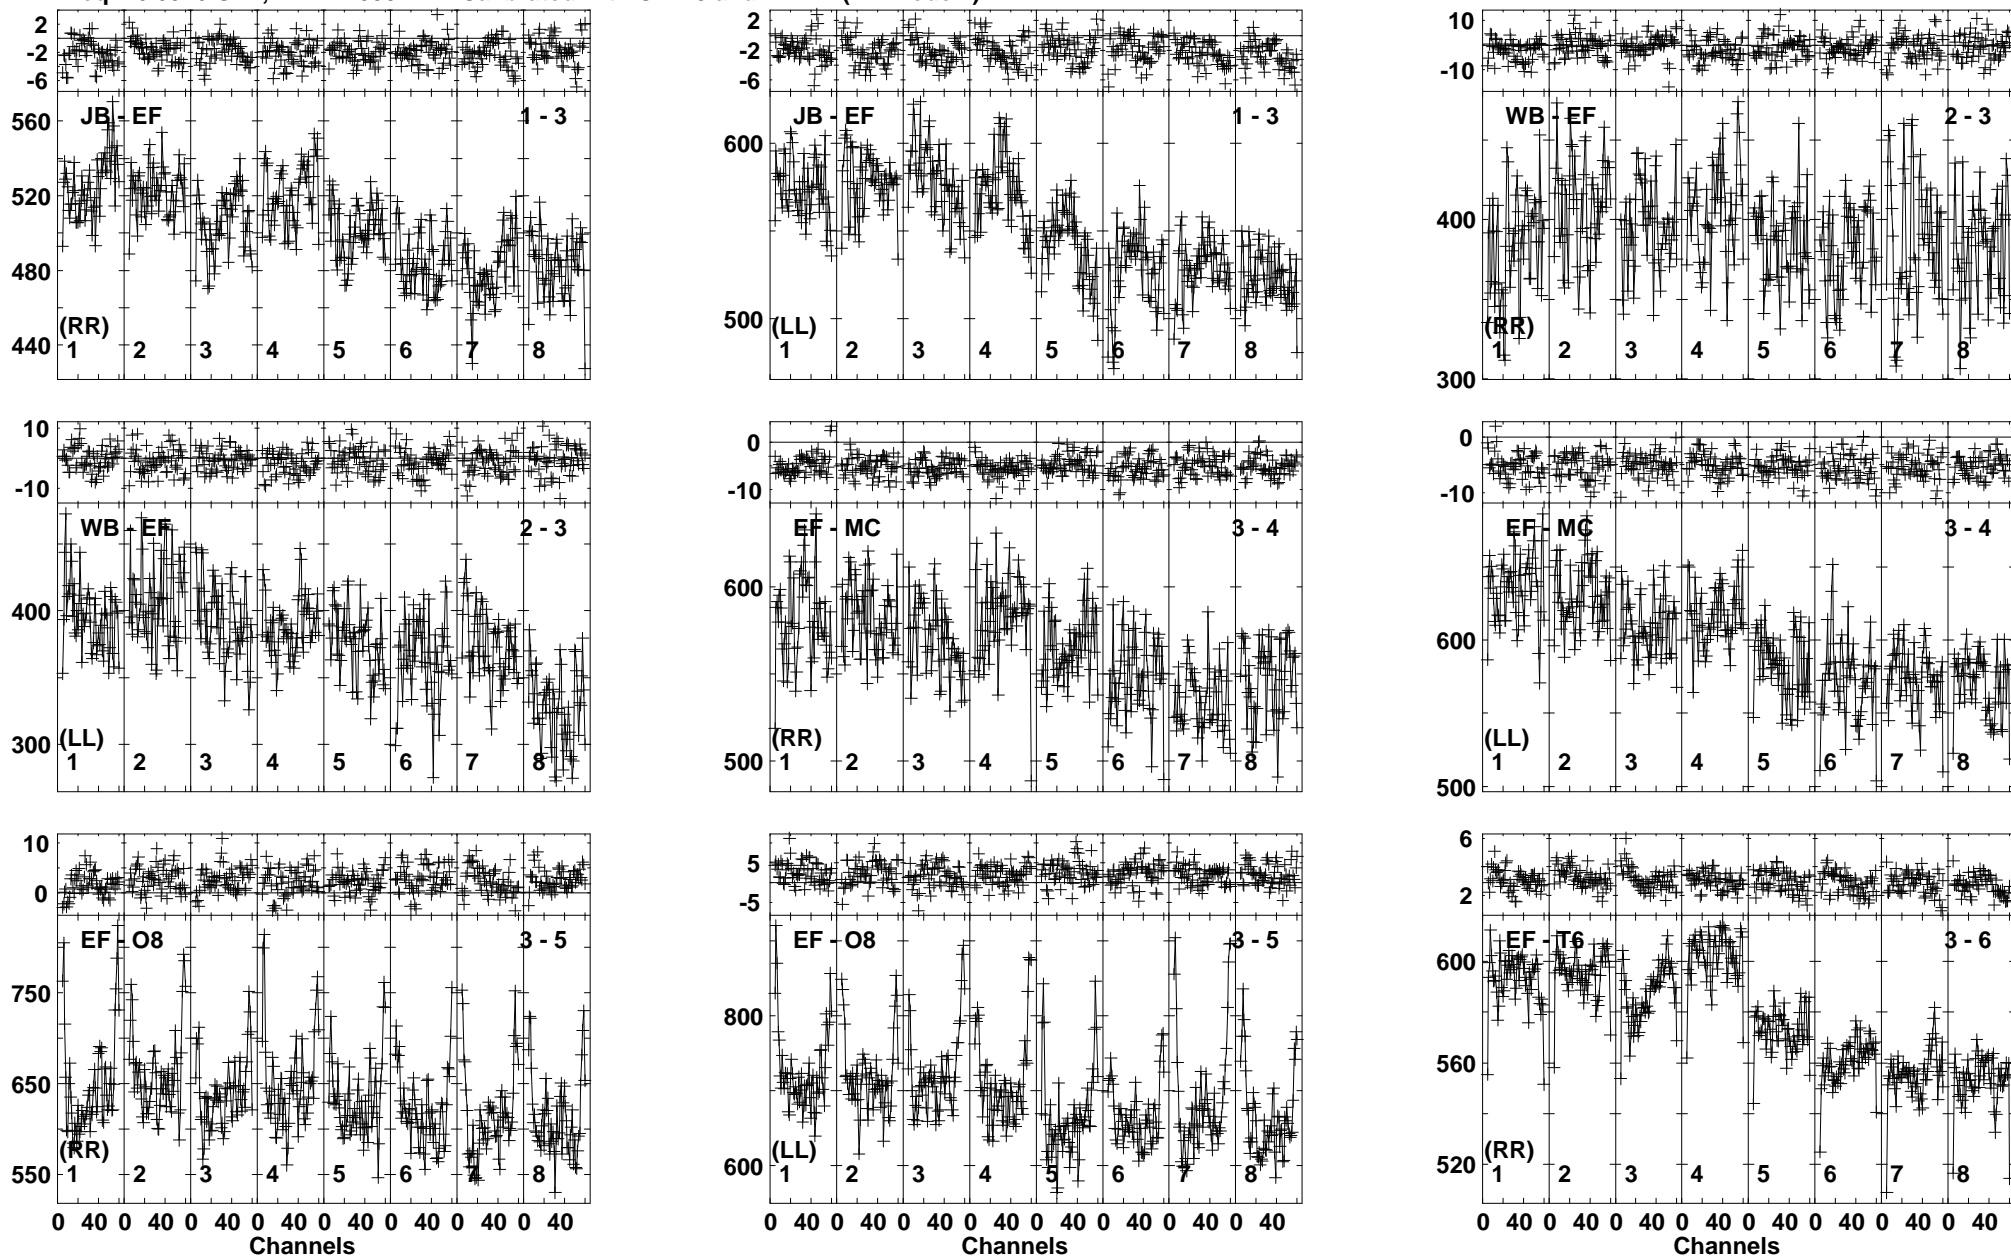 2 -2 -6
560 520 480 440
JB - EF 1 - 3
(RR)
1 2 3 4 5 6 7 8
2 -2 -6
600 500
JB - EF 1 - 3
(LL)
1 2 3 4 5 6 7 8
10 -10
400 300
WB - EF 2 - 3
(RR)
1 2 3 4 5 6 7 8
10 -10
400 300
WB - EF 2 - 3
(LL)
1 2 3 4 5 6 7 8
0 -10
600 500
EF - MC 3 - 4
(RR)
1 2 3 4 5 6 7 8
0 -10
600 500
EF - MC 3 - 4
(LL)
1 2 3 4 5 6 7 8
10 0
750 650 550
EF - O8 3 - 5
(RR)
1 2 3 4 5 6 7 8
0 40 0 40 0 40 0 40 0 40 0 40 0 40 0 40
Channels
5 -5
800 600
EF - O8 3 - 5
(LL)
1 2 3 4 5 6 7 8
0 40 0 40 0 40 0 40 0 40 0 40 0 40 0 40
Channels
6 2
600 560 520
EF - T6 3 - 6
(RR)
1 2 3 4 5 6 7 8
0 40 0 40 0 40 0 40 0 40 0 40 0 40 0 40
Channels